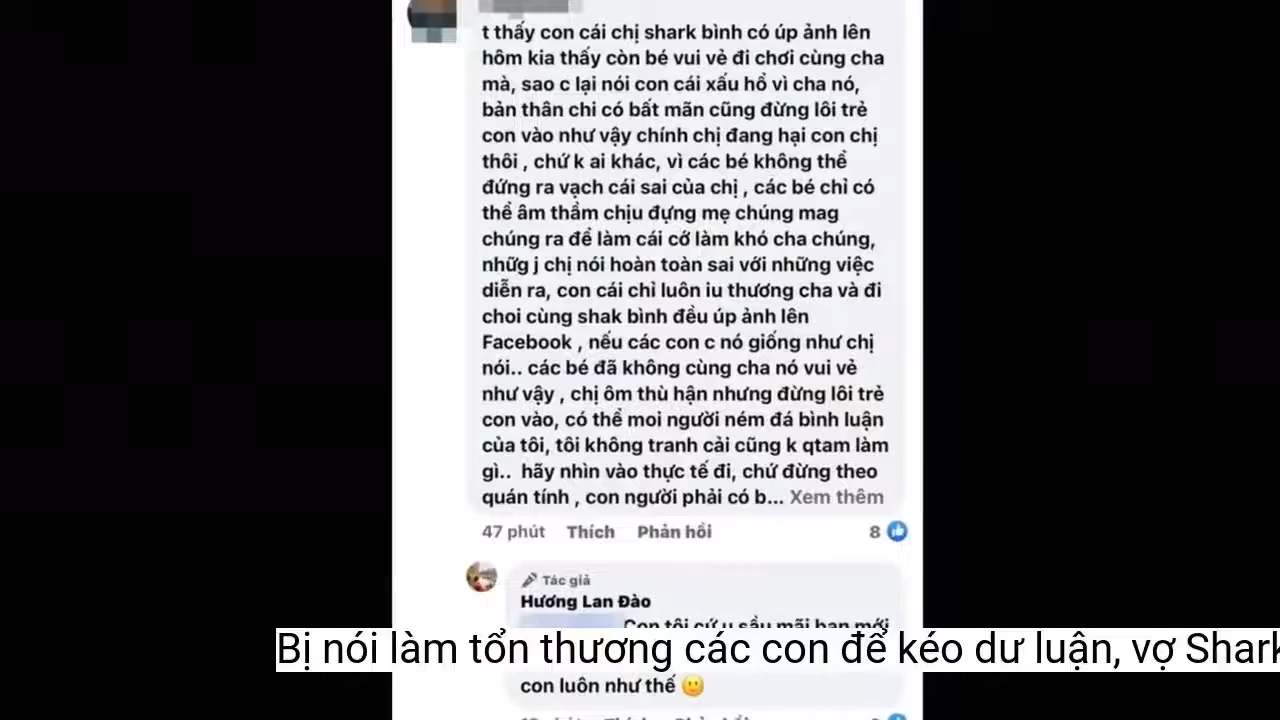 t thấy con cái chị shark bình có úp ảnh lên
hôm kia thấy còn bé vui vẻ đi chơi cùng cha
mà, sao c lại nói con cái xấu hổ vì cha nó,
bản thân chi có bất mãn cũng đừng lôi trẻ
con vào như vậy chính chị đang hại con chị
thôi , chứ k ai khác, vì các bé không thể
đứng ra vạch cái sai của chị , các bé chỉ có
thể âm thầm chịu đựng mẹ chúng mag
chúng ra để làm cái cớ làm khó cha chúng,
nhữg j chị nói hoàn toàn sai với những việc
diễn ra, con cái chỉ luôn iu thương cha và đi
choi cùng shak bình đều úp ảnh lên
Facebook , nếu các con c nó giống như chị
nói.. các bé đã không cùng cha nó vui vẻ
như vậy , chị ôm thù hận nhưng đừng lôi trẻ
con vào, có thể moi người ném đá bình luận
của tôi, tôi không tranh cải cũng k qtam làm
gì.. hãy nhìn vào thực tế đi, chứ đừng theo
quán tính , con người phải có b... Xem thêm
47 phút Thích Phản hồi 8
Tác giả
Hương Lan Đào
Con tôi cứ u sầu mãi bạn mới
Bị nói làm tổn thương các con để kéo dư luận, vợ Shark
con luôn như thế 🙂